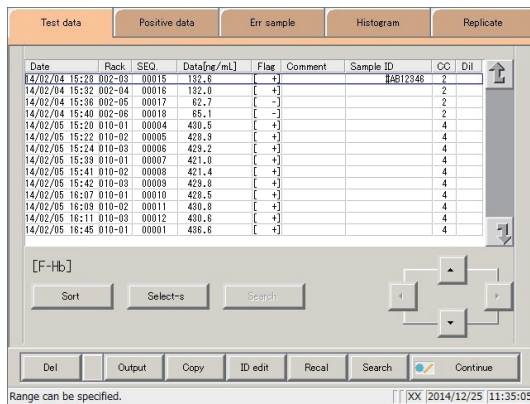 Test data Positive data Err sample Histogram Replicate
Date Rack SEQ. Data[ng/mL] Flag Comment Sample ID CC Dil
14/02/04 15:28 002-03 00015 132.6 [ +] ‡AB12346 2
14/02/04 15:32 002-04 00016 132.0 [ +] 2
14/02/04 15:36 002-05 00017 62.7 [ -] 2
14/02/04 15:40 002-06 00018 65.1 [ -] 2
14/02/05 15:20 010-01 00004 430.5 [ +] 4
14/02/05 15:22 010-02 00005 428.9 [ +] 4
14/02/05 15:24 010-03 00006 429.2 [ +] 4
14/02/05 15:39 010-01 00007 421.0 [ +] 4
14/02/05 15:41 010-02 00008 421.4 [ +] 4
14/02/05 15:42 010-03 00009 429.8 [ +] 4
14/02/05 16:07 010-01 00010 428.5 [ +] 4
14/02/05 16:09 010-02 00011 430.8 [ +] 4
14/02/05 16:11 010-03 00012 430.6 [ +] 4
14/02/05 16:45 010-01 00001 436.6 [ +] 4
[F-Hb]
Sort Select-s Search
Del Output Copy ID edit Recal Search Continue
Range can be specified. XX 2014/12/25 11:35:03